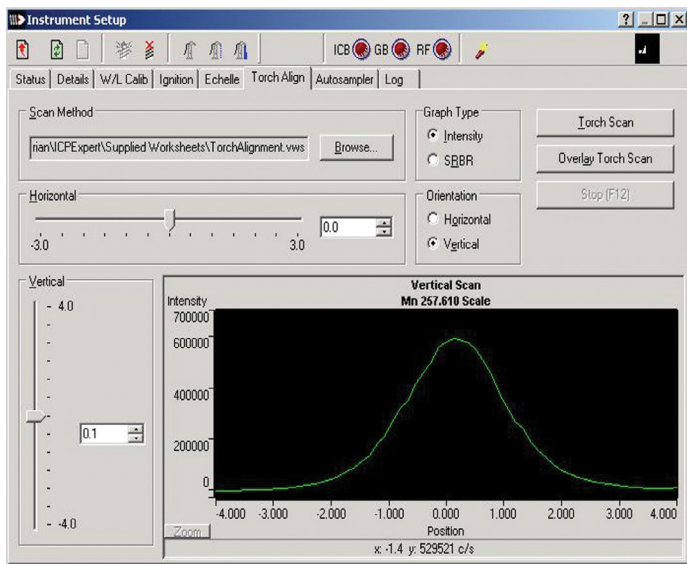 Instrument Setup
ICB GB RF
Status Details W/L Calib Ignition Echelle Torch Align Autosampler Log
Scan Method
rian\ICPExpert\Supplied Worksheets\TorchAlignment.vws Browse...
Graph Type
Intensity
SRBR
Torch Scan
Overlay Torch Scan
Stop (F12)
Horizontal
-3.0 3.0 0.0
Orientation
Horizontal
Vertical
Vertical
- 4.0
0.1
- -4.0
Vertical Scan
Mn 257.610 Scale
Intensity
700000
600000
400000
200000
0
-4.000 -3.000 -2.000 -1.000 0.000 1.000 2.000 3.000 4.000
Position
Zoom
x: -1.4 y: 529521 c/s